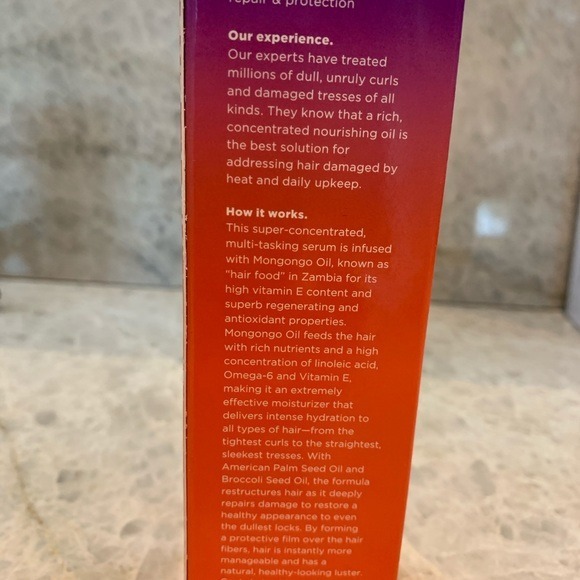 repair & protection
Our experience.
Our experts have treated
millions of dull, unruly curls
and damaged tresses of all
kinds. They know that a rich,
concentrated nourishing oil is
the best solution for
addressing hair damaged by
heat and daily upkeep.
How it works.
This super-concentrated,
multi-tasking serum is infused
with Mongongo Oil, known as
"hair food" in Zambia for its
high vitamin E content and
superb regenerating and
antioxidant properties.
Mongongo Oil feeds the hair
with rich nutrients and a high
concentration of linoleic acid,
Omega-6 and Vitamin E,
making it an extremely
effective moisturizer that
delivers intense hydration to
all types of hair—from the
tightest curls to the straightest,
sleekest tresses. With
American Palm Seed Oil and
Broccoli Seed Oil, the formula
restructures hair as it deeply
repairs damage to restore a
healthy appearance to even
the dullest locks. By forming
a protective film over the hair
fibers, hair is instantly more
manageable and has a
natural, healthy-looking luster.